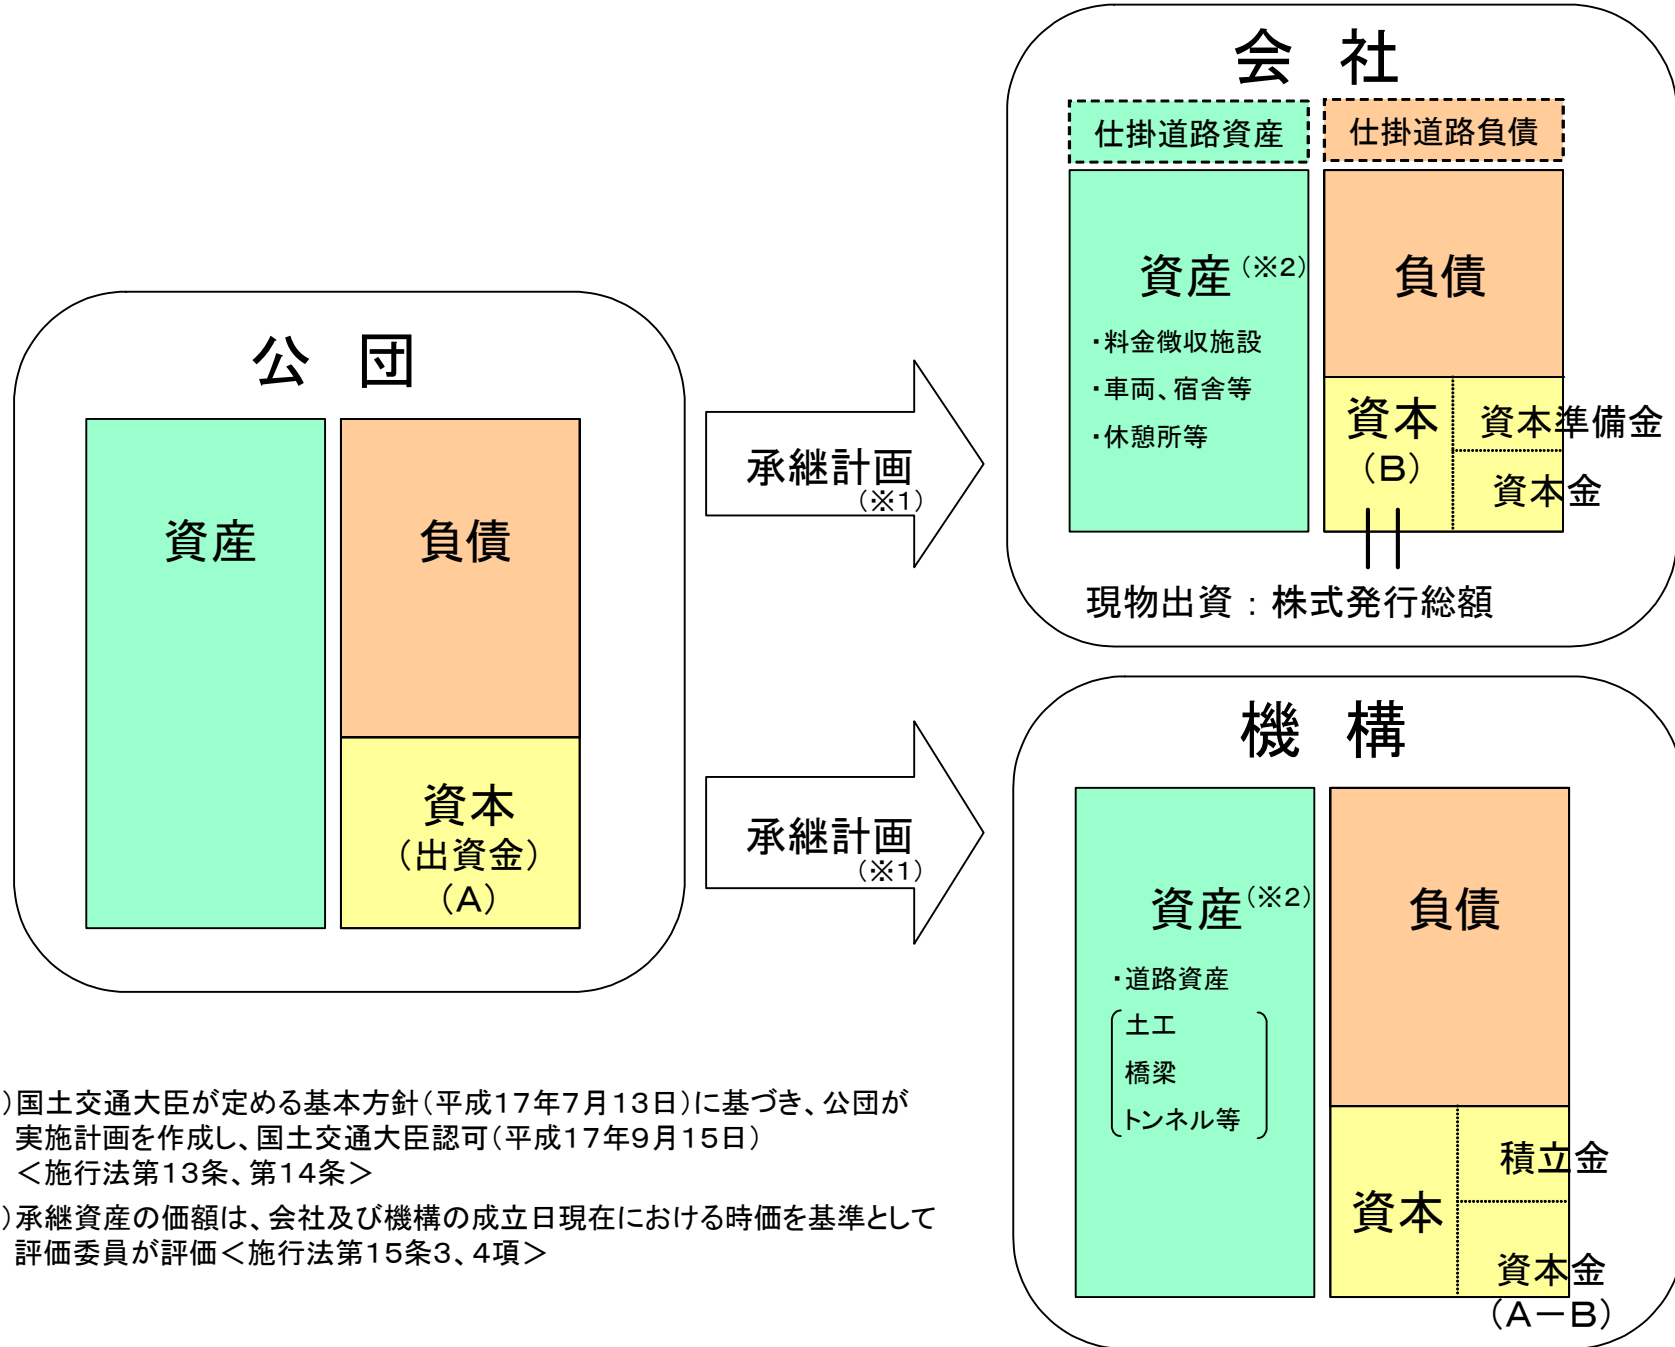 公 団
資産
負債
資本
(出資金)
(A)
承継計画
(※1)
承継計画
(※1)
会 社
仕掛道路資産
仕掛道路負債
資産(※2)
・料金徴収施設
・車両、宿舎等
・休憩所等
負債
資本
(B)
資本準備金
資本金
現物出資:株式発行総額
機 構
資産(※2)
・道路資産
土工
橋梁
トンネル等
負債
資本
積立金
資本金
(A-B)
)国土交通大臣が定める基本方針(平成17年7月13日)に基づき、公団が
実施計画を作成し、国土交通大臣認可(平成17年9月15日)
<施行法第13条、第14条>
)承継資産の価額は、会社及び機構の成立日現在における時価を基準として
評価委員が評価<施行法第15条3、4項>